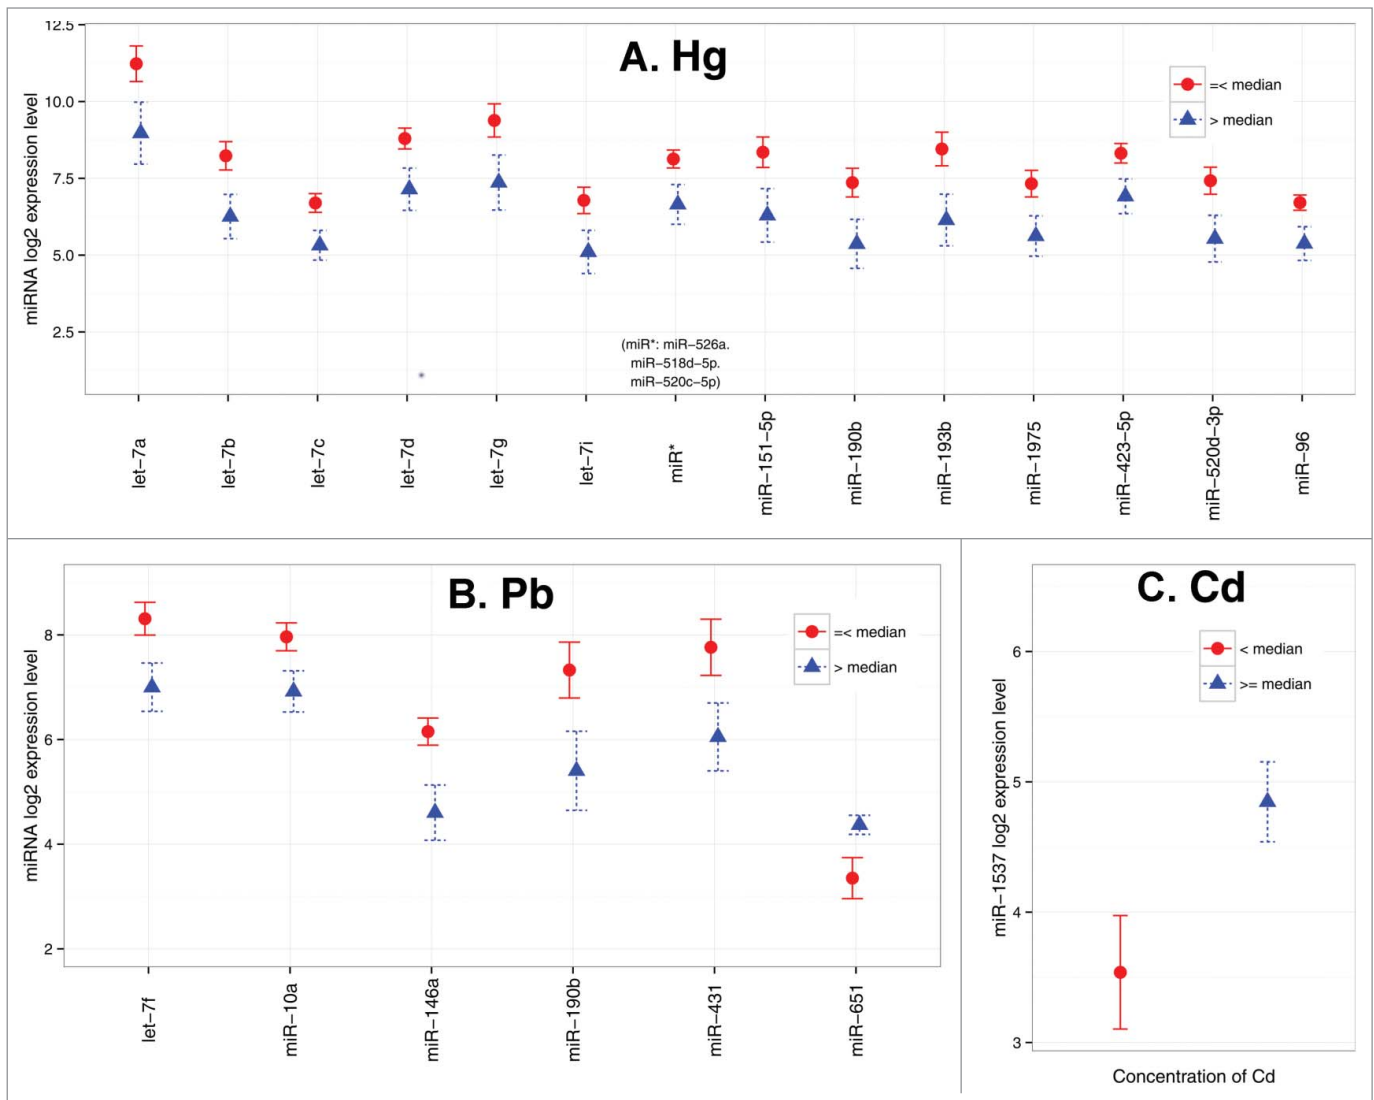 A. Hg
miRNA log2 expression level
12.5
10.0
7.5
5.0
2.5
=< median
> median
(miR*: miR−526a.
miR−518d−5p.
miR−520c−5p)
let−7a
let−7b
let−7c
let−7d
let−7g
let−7i
miR*
miR−151−5p
miR−190b
miR−193b
miR−1975
miR−423−5p
miR−520d−3p
miR−96
B. Pb
miRNA log2 expression level
8
6
4
2
=< median
> median
let−7f
miR−10a
miR−146a
miR−190b
miR−431
miR−651
C. Cd
miR−1537 log2 expression level
6
5
4
3
< median
>= median
Concentration of Cd